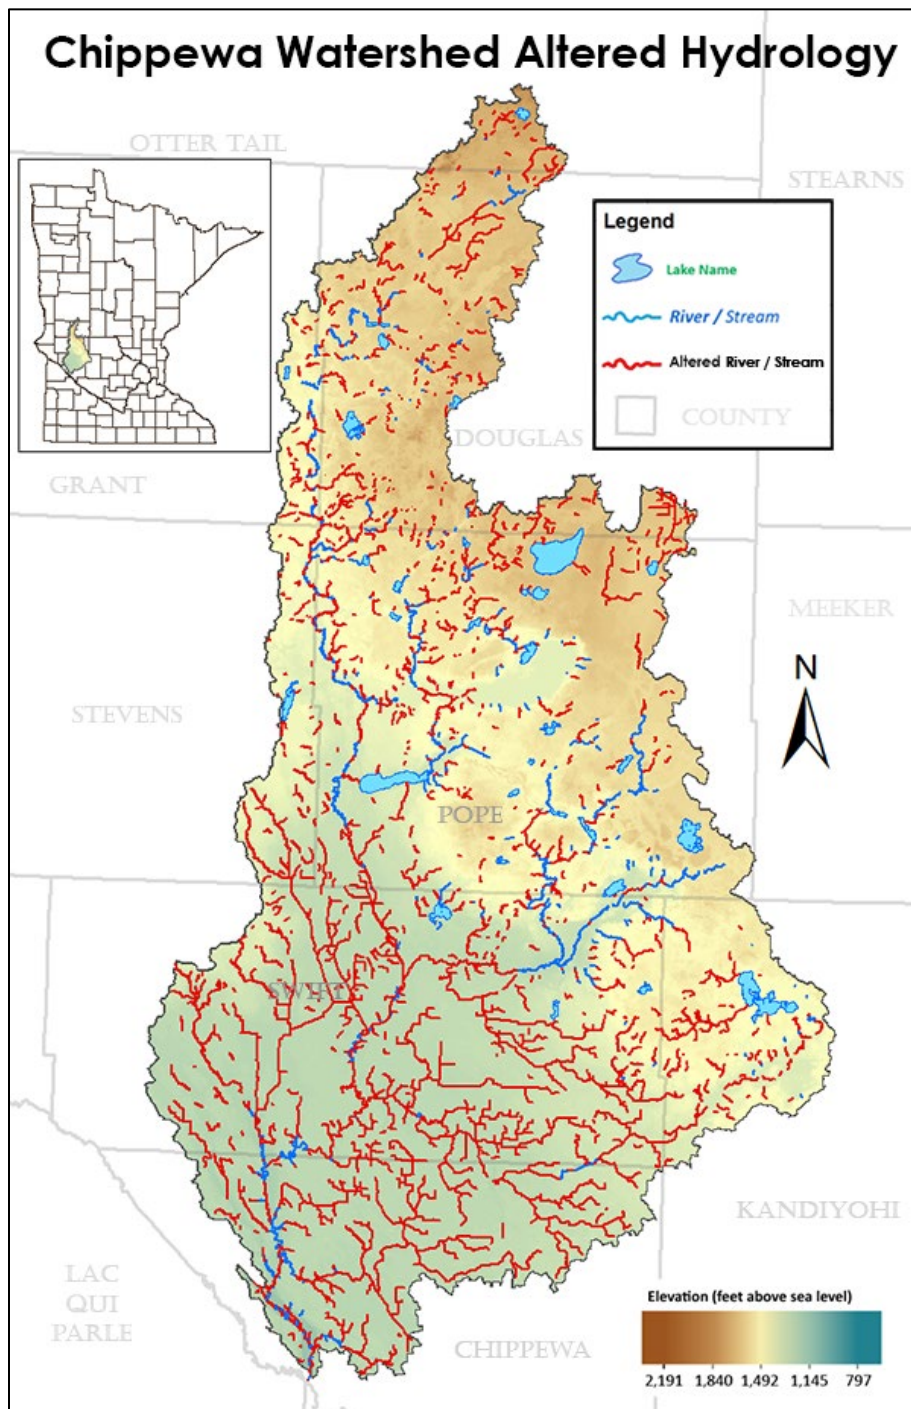 Chippewa Watershed Altered Hydrology
OTTER TAIL
STEARNS
Legend
Lake Name
River / Stream
Altered River / Stream
COUNTY
DOUGLAS
GRANT
MEEKER
N
STEVENS
POPE
SWIFT
KANDIYOHI
LAC
QUI
PARLE
Elevation (feet above sea level)
2,191 1,840 1,492 1,145 797
CHIPPEWA